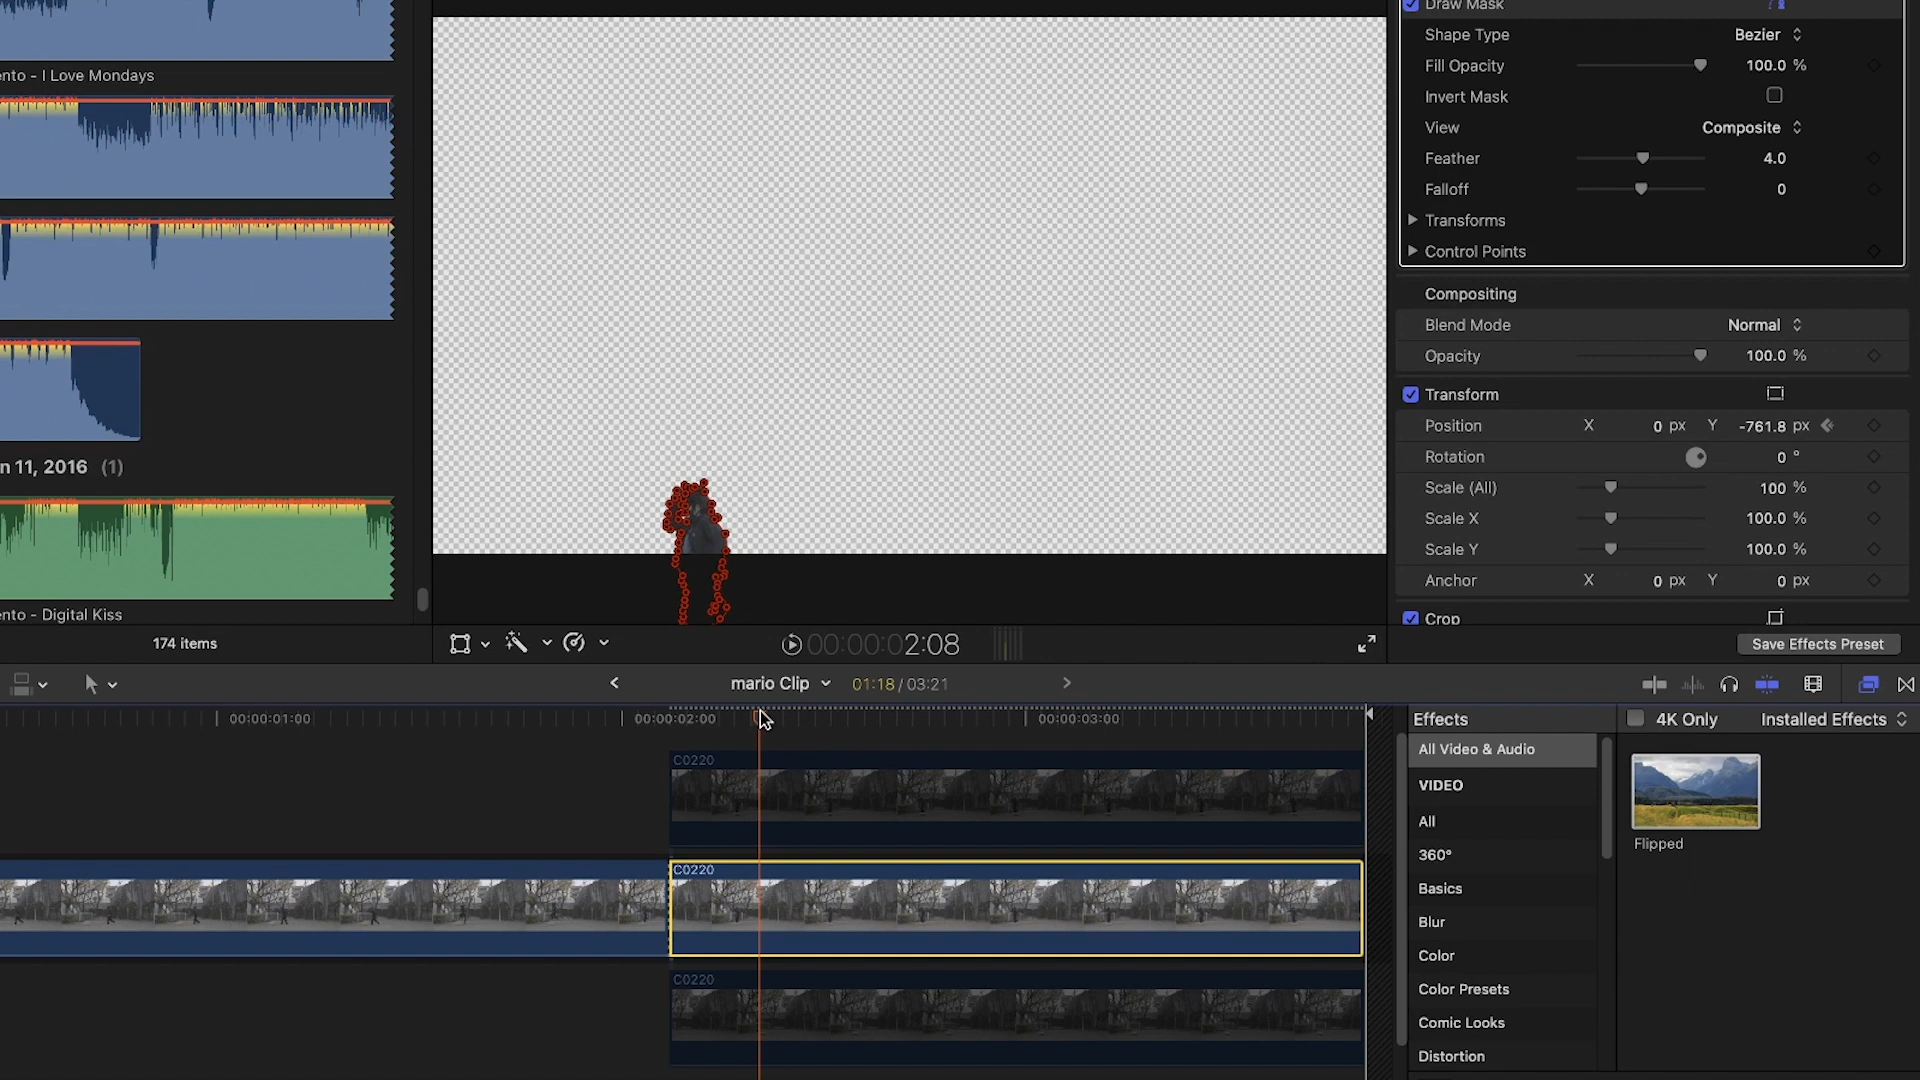 Draw Mask
Shape Type Bezier
Fill Opacity 100.0 %
Invert Mask
View Composite
Feather 4.0
Falloff 0
Transforms
Control Points
Compositing
Blend Mode Normal
Opacity 100.0 %
Transform
Position X 0 px Y -761.8 px
Rotation 0 °
Scale (All) 100 %
Scale X 100.0 %
Scale Y 100.0 %
Anchor X 0 px Y 0 px
Crop
Save Effects Preset
nto - I Love Mondays
n 11, 2016 (1)
nto - Digital Kiss
174 items
00:00:02:08
mario Clip 01:18 / 03:21
00:00:01:00 00:00:02:00 00:00:03:00
C0220
C0220
C0220
Effects 4K Only Installed Effects
All Video & Audio
VIDEO
All
360°
Basics
Blur
Color
Color Presets
Comic Looks
Distortion
Flipped